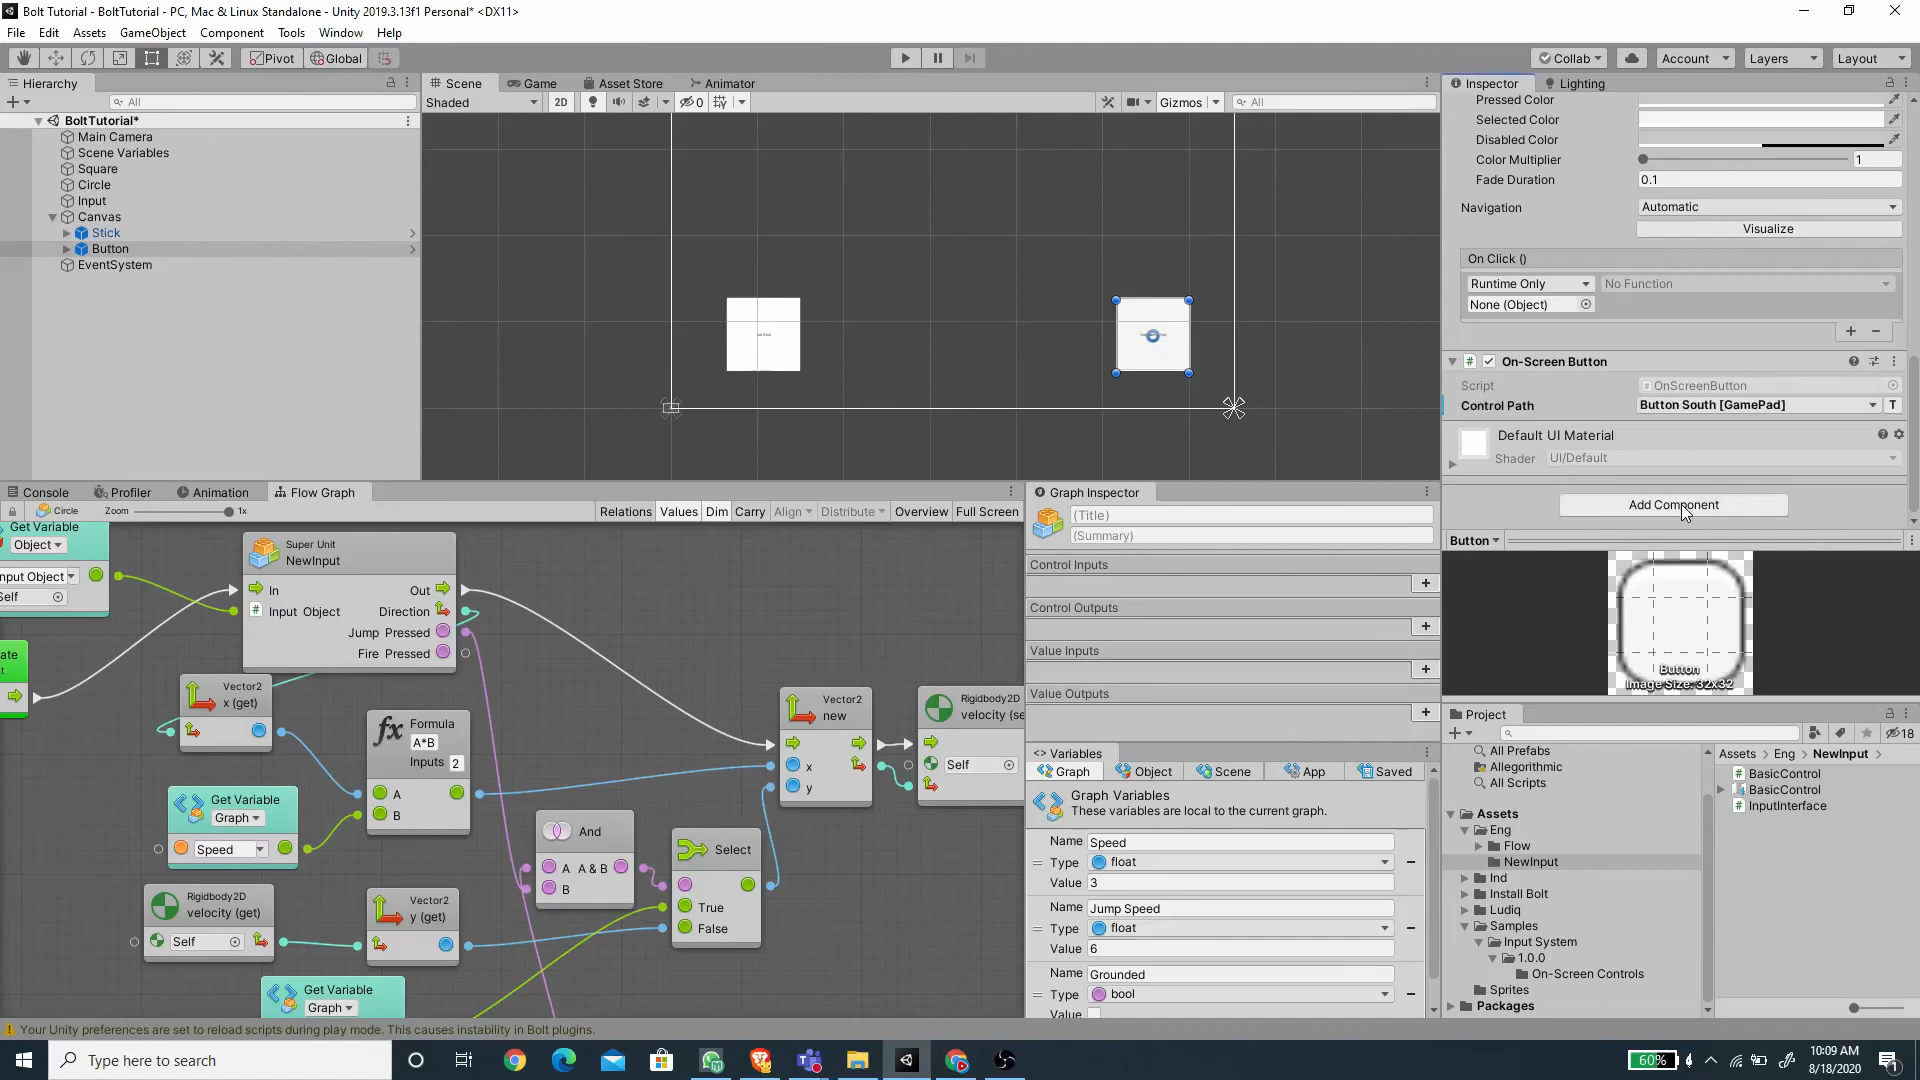 Bolt Tutorial - BoltTutorial - PC, Mac & Linux Standalone - Unity 2019.3.13f1 Personal* <DX11>
File Edit Assets GameObject Component Tools Window Help
Pivot Global Collab Account Layers Layout
Hierarchy
All
BoltTutorial*
Main Camera
Scene Variables
Square
Circle
Input
Canvas
Stick
Button
EventSystem
Scene Game Asset Store Animator
Shaded 2D 0 Gizmos All
Inspector Lighting
Pressed Color
Selected Color
Disabled Color
Color Multiplier 1
Fade Duration 0.1
Navigation Automatic
Visualize
On Click ()
Runtime Only No Function
None (Object)
+ −
# On-Screen Button
Script # OnScreenButton
Control Path Button South [GamePad] T
Default UI Material
Shader UI/Default
Add Component
Button
Button
Image Size: 32x32
Console Profiler Animation Flow Graph
Circle Zoom 1x Relations Values Dim Carry Align Distribute Overview Full Screen
Get Variable
Object
nput Object
Self
ate
t
Super Unit
NewInput
In Out
# Input Object Direction
Jump Pressed
Fire Pressed
Vector2
x (get)
fx Formula
A*B
Inputs 2
A
B
Get Variable
Graph
Speed
Rigidbody2D
velocity (get)
Self
Vector2
y (get)
Get Variable
Graph
And
A A & B
B
Select
True
False
Vector2
new
x
y
Rigidbody2D
velocity (se
Self
Graph Inspector
(Title)
(Summary)
Control Inputs
Control Outputs
Value Inputs
Value Outputs
<> Variables
Graph Object Scene App Saved
Graph Variables
These variables are local to the current graph.
Name Speed
= Type float
Value 3
Name Jump Speed
= Type float
Value 6
Name Grounded
= Type bool
Value
Project
18
All Prefabs
Allegorithmic
All Scripts
Assets
Eng
Flow
NewInput
Ind
Install Bolt
Ludiq
Samples
Input System
1.0.0
On-Screen Controls
Sprites
Packages
Assets > Eng > NewInput
# BasicControl
BasicControl
# InputInterface
Your Unity preferences are set to reload scripts during play mode. This causes instability in Bolt plugins.
Type here to search
60%
10:09 AM
8/18/2020
1